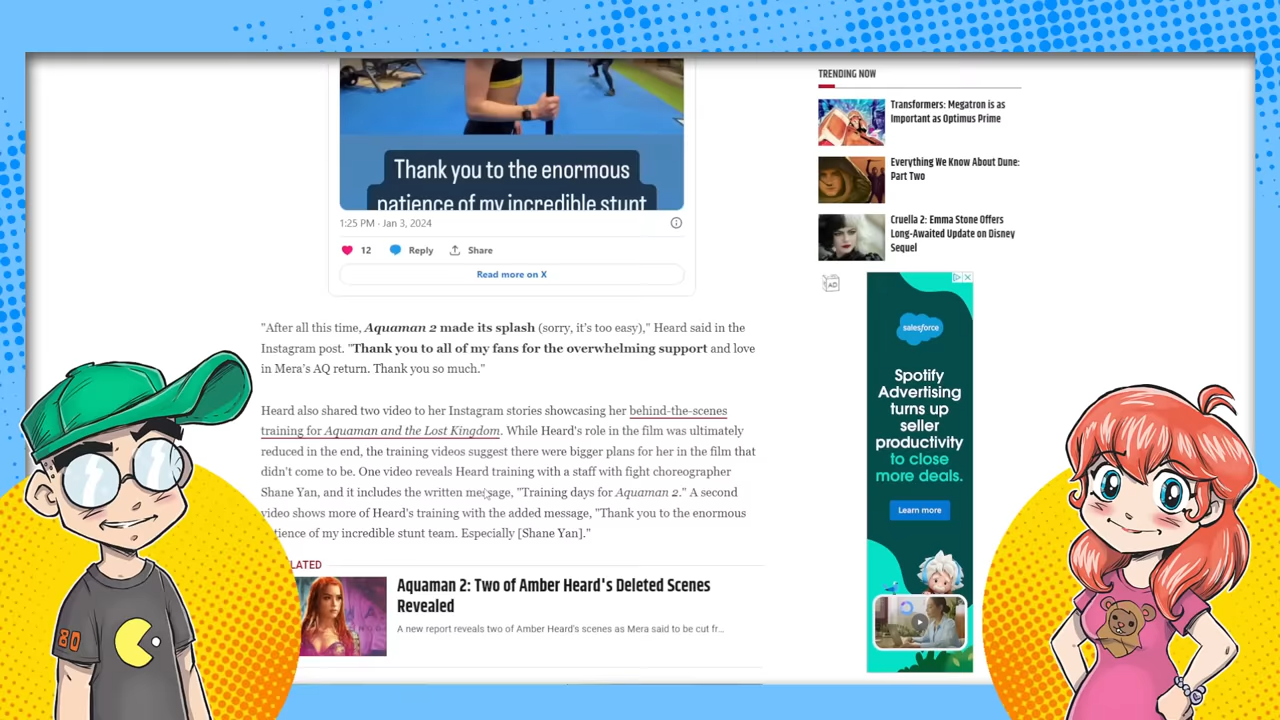 TRENDING NOW
Transformers: Megatron is as
Important as Optimus Prime
Everything We Know About Dune:
Part Two
Cruella 2: Emma Stone Offers
Long-Awaited Update on Disney
Sequel
Thank you to the enormous
patience of my incredible stunt
1:25 PM · Jan 3, 2024
12 Reply Share
Read more on X
"After all this time, Aquaman 2 made its splash (sorry, it's too easy)," Heard said in the
Instagram post. "Thank you to all of my fans for the overwhelming support and love
in Mera's AQ return. Thank you so much."
Heard also shared two video to her Instagram stories showcasing her behind-the-scenes
training for Aquaman and the Lost Kingdom. While Heard's role in the film was ultimately
reduced in the end, the training videos suggest there were bigger plans for her in the film that
didn't come to be. One video reveals Heard training with a staff with fight choreographer
Shane Yan, and it includes the written message, "Training days for Aquaman 2." A second
video shows more of Heard's training with the added message, "Thank you to the enormous
tience of my incredible stunt team. Especially [Shane Yan]."
LATED
Aquaman 2: Two of Amber Heard's Deleted Scenes
Revealed
A new report reveals two of Amber Heard's scenes as Mera said to be cut fr...
AD
salesforce
Spotify
Advertising
turns up
seller
productivity
to close
more deals.
Learn more
80